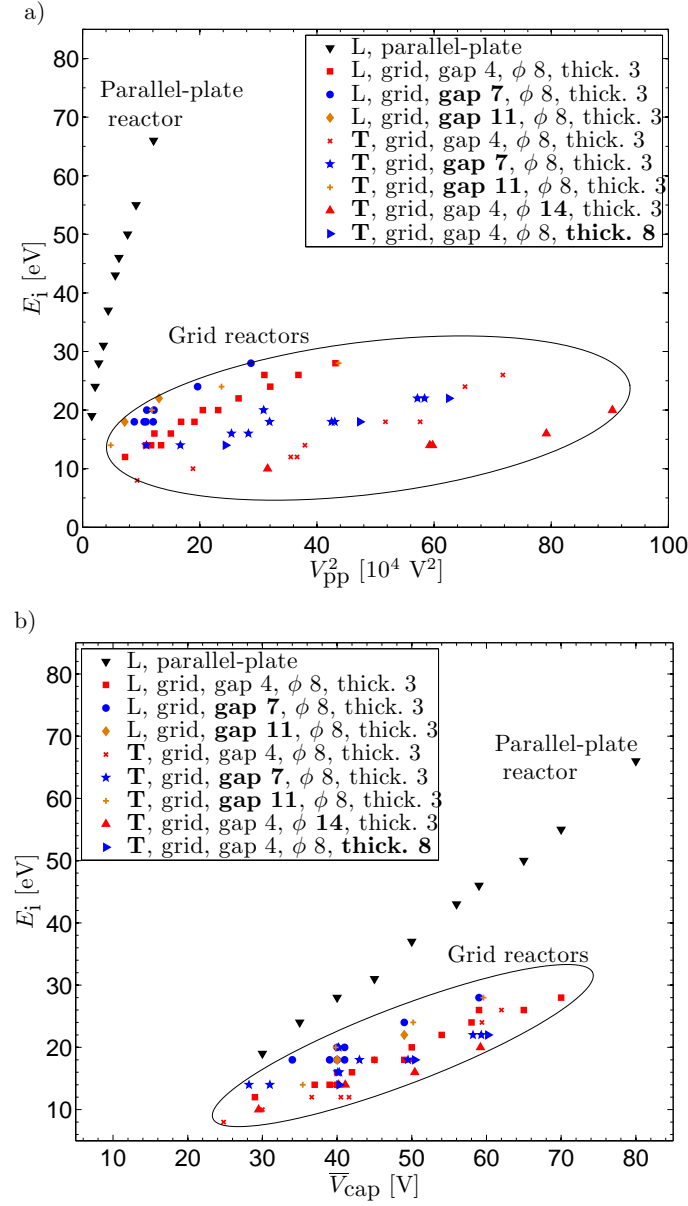 a)
L, parallel-plate
L, grid, gap 4, ϕ 8, thick. 3
L, grid, gap 7, ϕ 8, thick. 3
L, grid, gap 11, ϕ 8, thick. 3
T, grid, gap 4, ϕ 8, thick. 3
T, grid, gap 7, ϕ 8, thick. 3
T, grid, gap 11, ϕ 8, thick. 3
T, grid, gap 4, ϕ 14, thick. 3
T, grid, gap 4, ϕ 8, thick. 8
Parallel-plate
reactor
Grid reactors
80
70
60
50
40
30
20
10
0
E_i [eV]
0 20 40 60 80 100
V²_pp [10⁴ V²]
b)
L, parallel-plate
L, grid, gap 4, ϕ 8, thick. 3
L, grid, gap 7, ϕ 8, thick. 3
L, grid, gap 11, ϕ 8, thick. 3
T, grid, gap 4, ϕ 8, thick. 3
T, grid, gap 7, ϕ 8, thick. 3
T, grid, gap 11, ϕ 8, thick. 3
T, grid, gap 4, ϕ 14, thick. 3
T, grid, gap 4, ϕ 8, thick. 8
Parallel-plate
reactor
Grid reactors
80
70
60
50
40
30
20
10
E_i [eV]
10 20 30 40 50 60 70 80
V̅_cap [V]